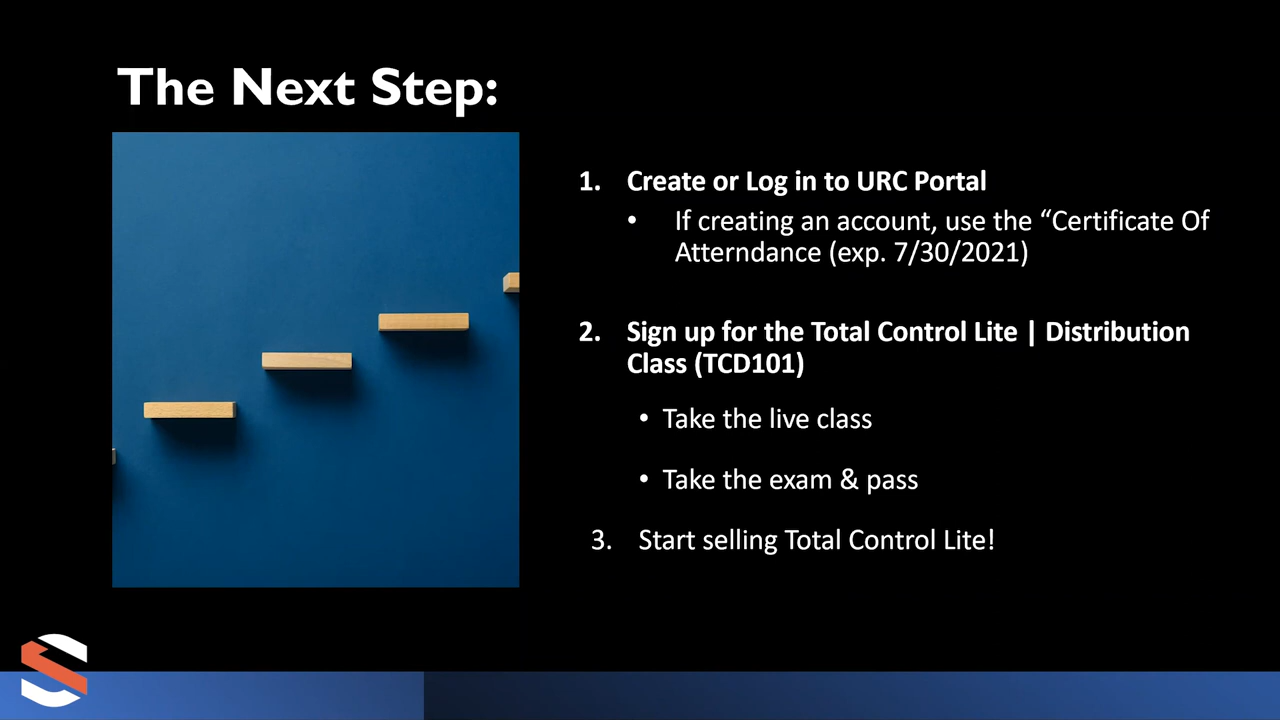 The Next Step:
1. Create or Log in to URC Portal
• If creating an account, use the “Certificate Of
Atterndance (exp. 7/30/2021)
2. Sign up for the Total Control Lite | Distribution
Class (TCD101)
• Take the live class
• Take the exam & pass
3. Start selling Total Control Lite!